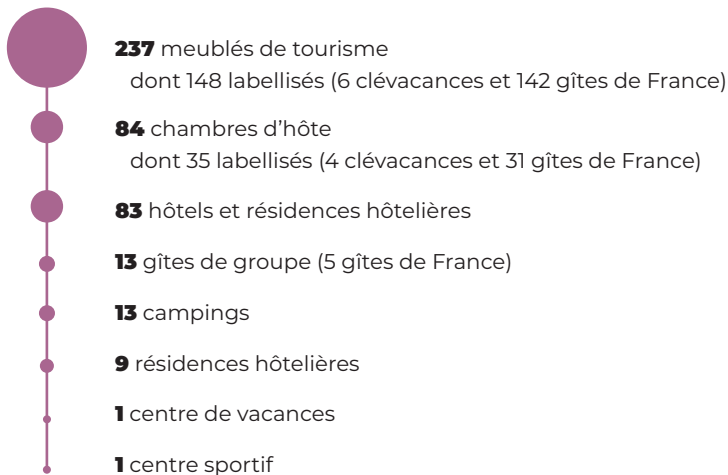 237 meublés de tourisme
dont 148 labellisés (6 clévacances et 142 gîtes de France)
84 chambres d’hôte
dont 35 labellisés (4 clévacances et 31 gîtes de France)
83 hôtels et résidences hôtelières
13 gîtes de groupe (5 gîtes de France)
13 campings
9 résidences hôtelières
1 centre de vacances
1 centre sportif